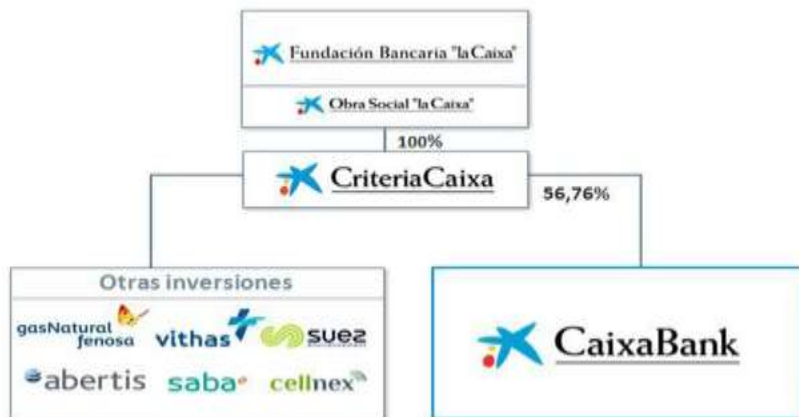 Fundación Bancaria "la Caixa"
Obra Social "la Caixa"
100%
CriteriaCaixa
56,76%
Otras inversiones
gasNatural
fenosa
vithas
suez
abertis
saba
cellnex
CaixaBank